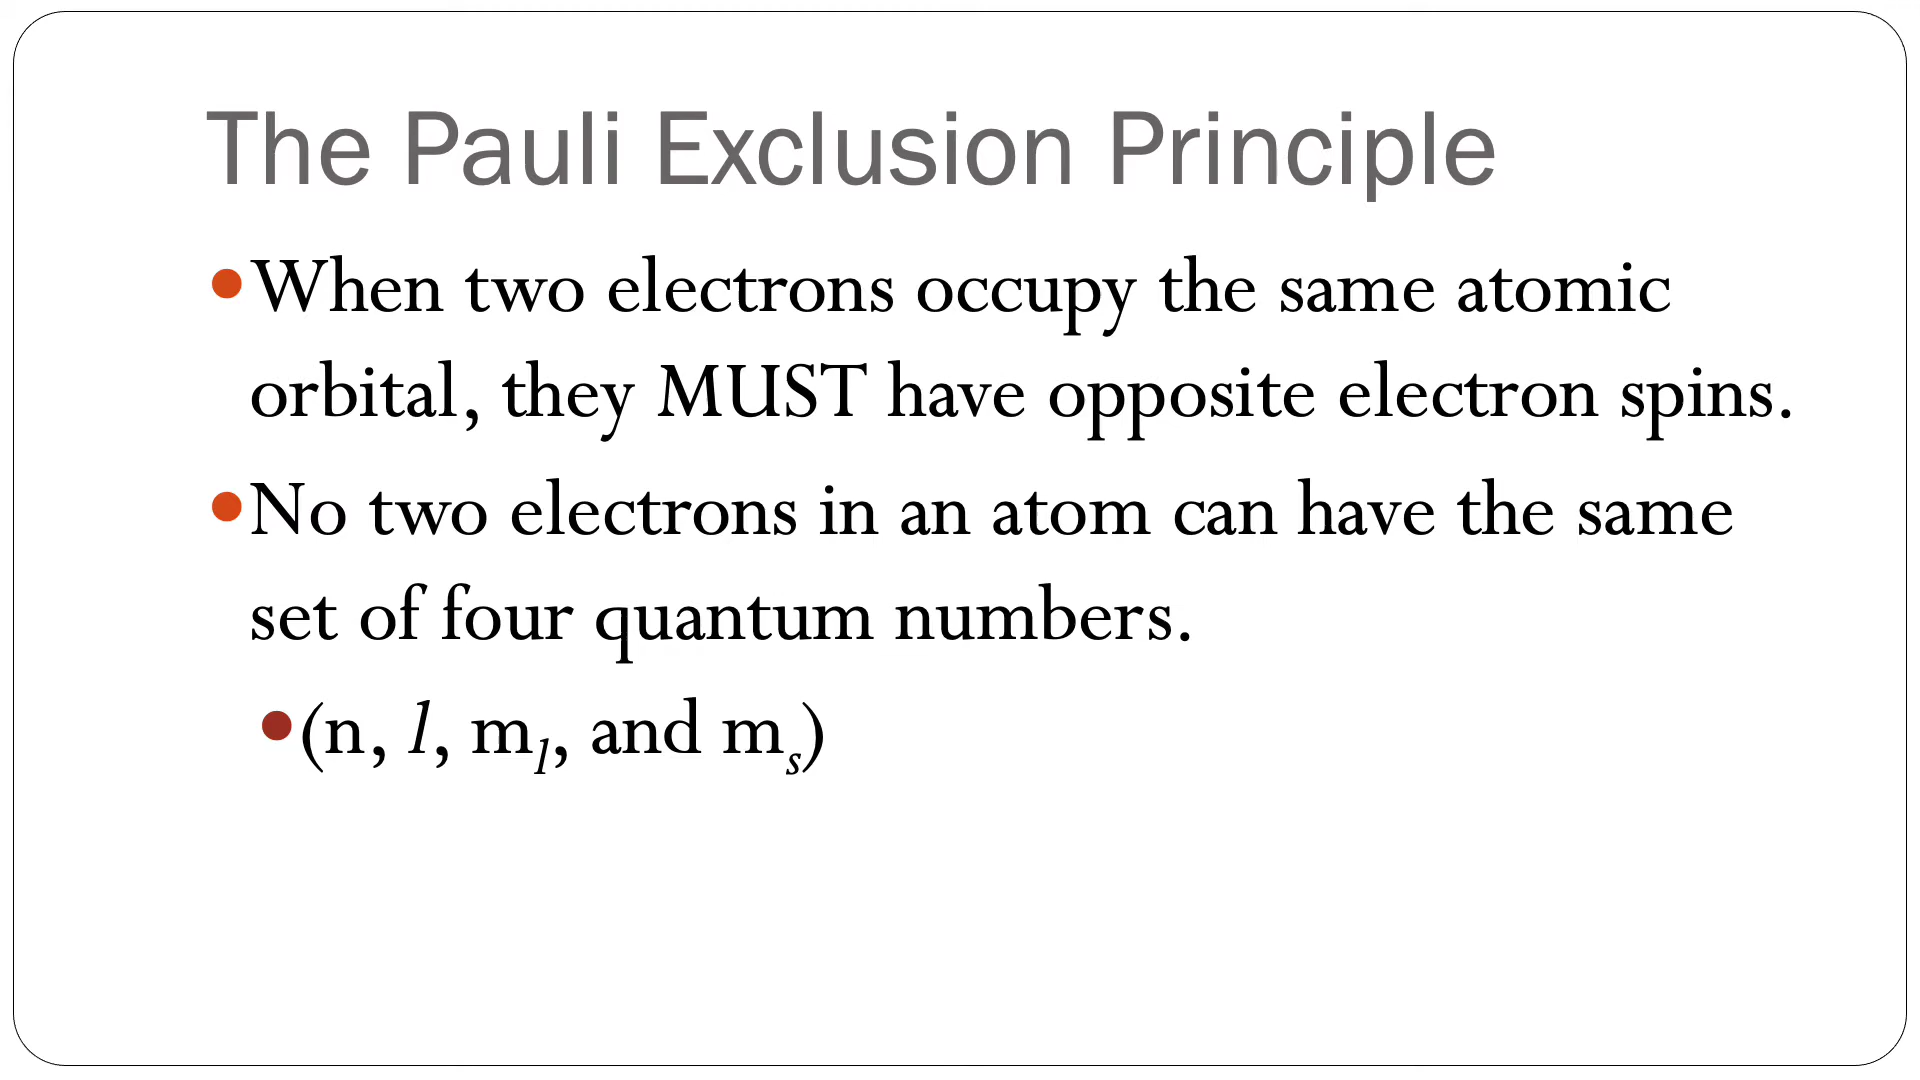 The Pauli Exclusion Principle
•When two electrons occupy the same atomic
orbital, they MUST have opposite electron spins.
•No two electrons in an atom can have the same
set of four quantum numbers.
•(n, l, mₗ, and mₛ)